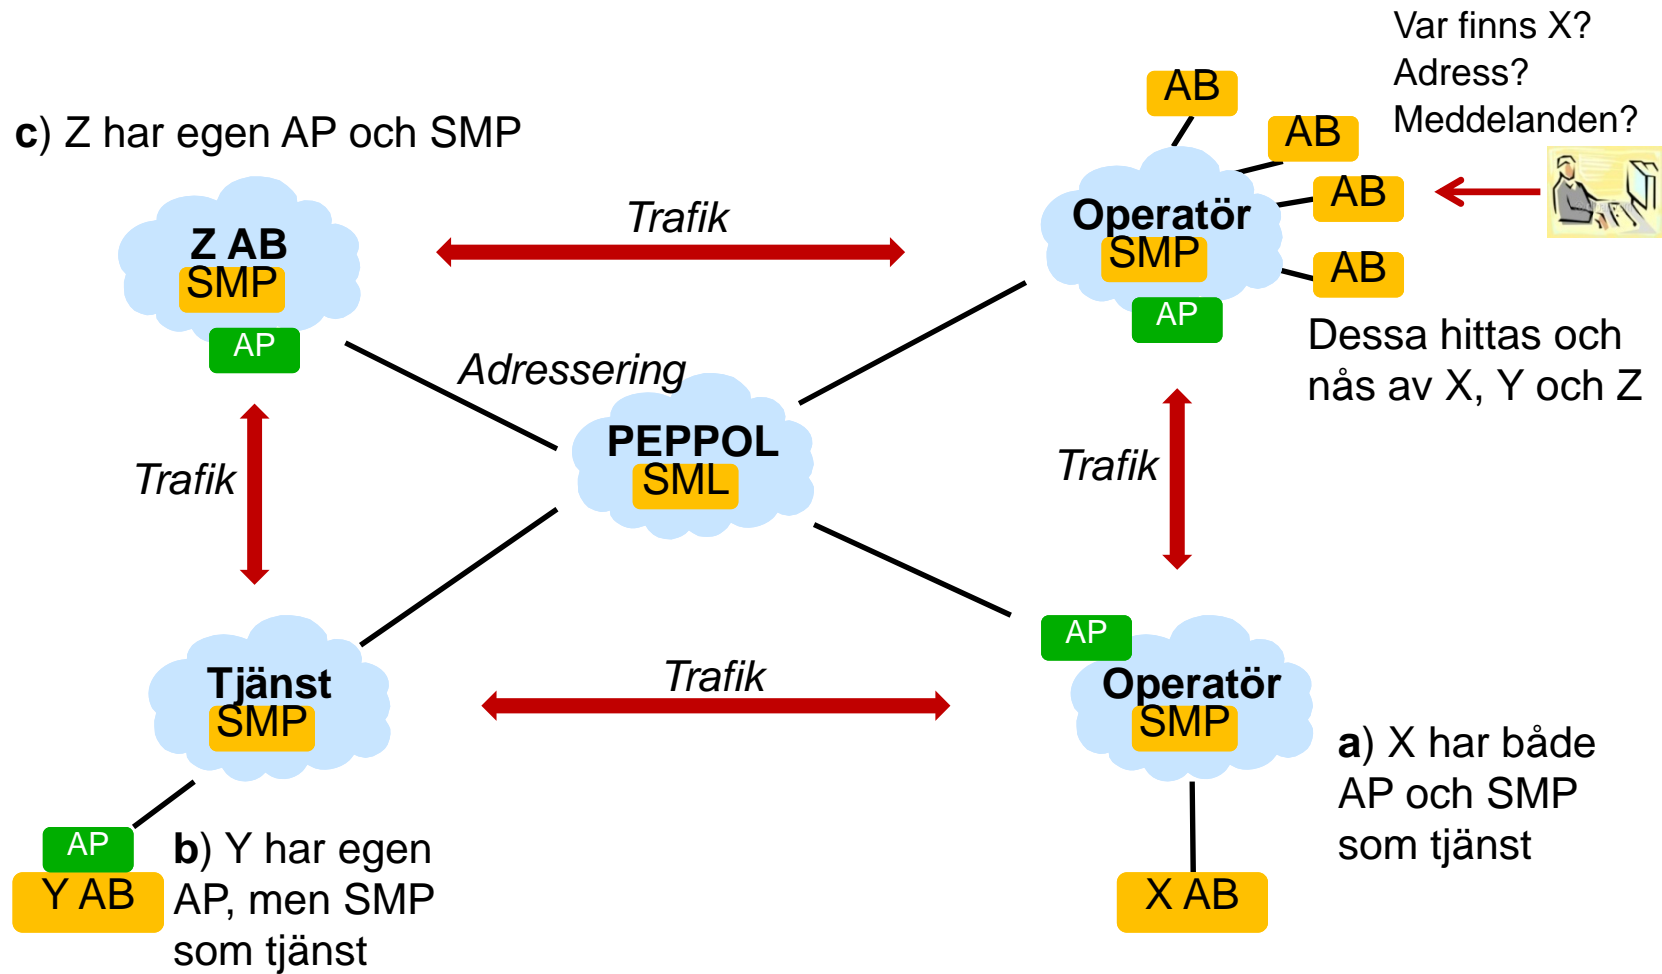 Var finns X?
Adress?
Meddelanden?
AB
AB
AB
AB
c) Z har egen AP och SMP
Z AB
SMP
AP
Trafik
Operatör
SMP
AP
Dessa hittas och
nås av X, Y och Z
Adressering
PEPPOL
SML
Trafik
Trafik
Tjänst
SMP
Trafik
AP
Operatör
SMP
a) X har både
AP och SMP
som tjänst
AP
Y AB
b) Y har egen
AP, men SMP
som tjänst
X AB